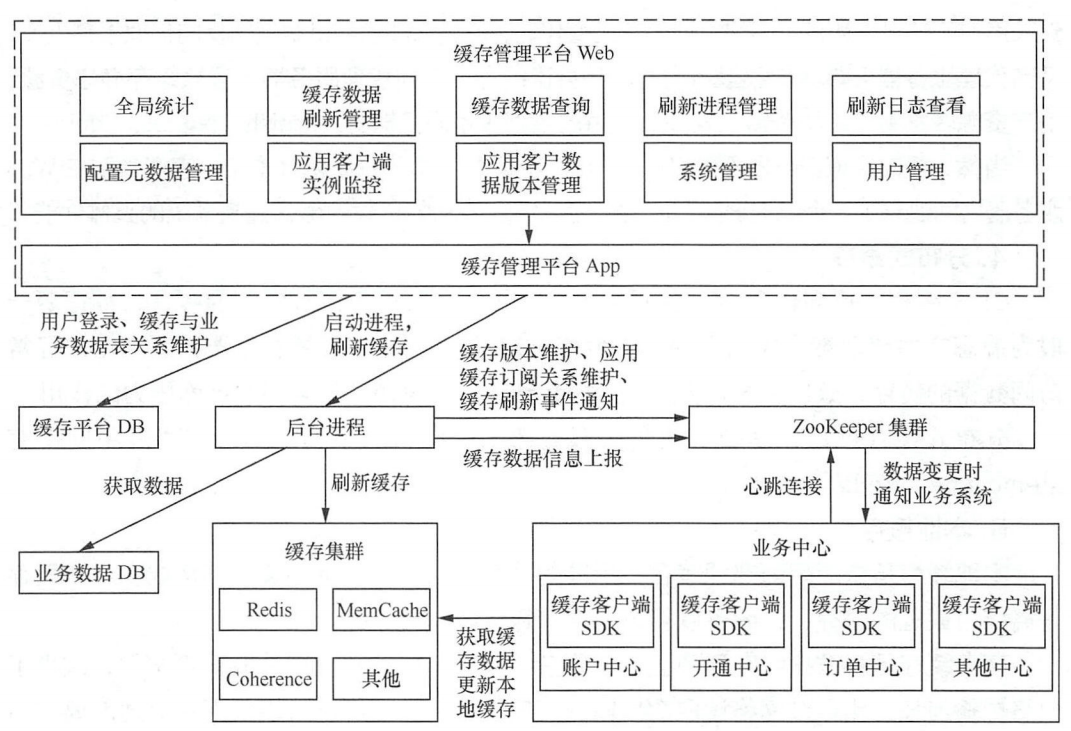 缓存管理平台 Web
全局统计
缓存数据
刷新管理
缓存数据查询
刷新进程管理
刷新日志查看
配置元数据管理
应用客户端
实例监控
应用客户数
据版本管理
系统管理
用户管理
缓存管理平台 App
用户登录、缓存与业
务数据表关系维护
启动进程，
刷新缓存
缓存版本维护、应用
缓存订阅关系维护、
缓存刷新事件通知
缓存平台 DB
后台进程
ZooKeeper 集群
缓存数据信息上报
获取数据
刷新缓存
心跳连接
数据变更时
通知业务系统
业务数据 DB
缓存集群
Redis
MemCache
Coherence
其他
获取缓
存数据
更新本
地缓存
业务中心
缓存客户端
SDK
账户中心
缓存客户端
SDK
开通中心
缓存客户端
SDK
订单中心
缓存客户端
SDK
其他中心